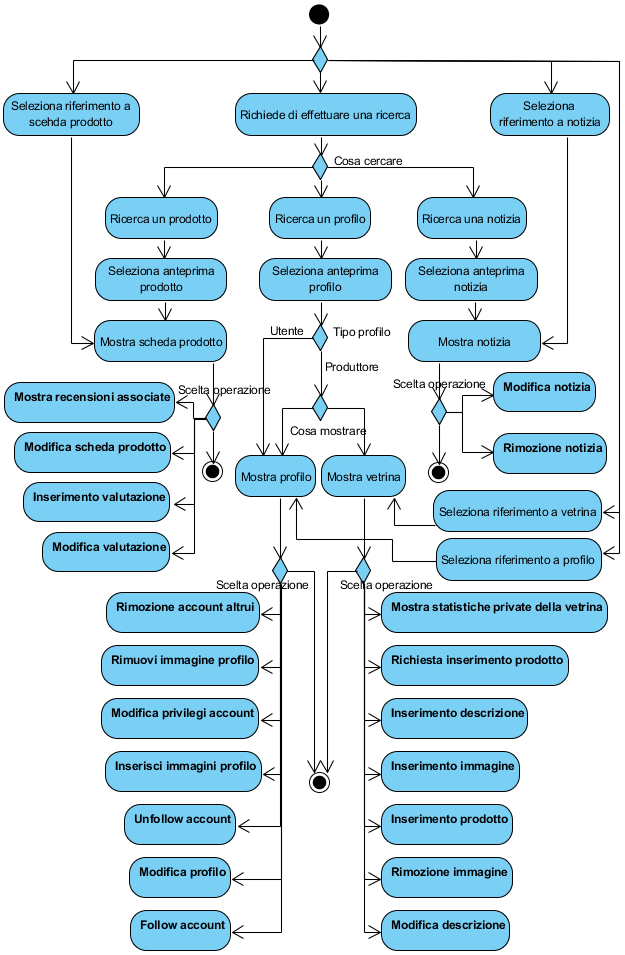 Seleziona riferimento a
scehda prodotto
Richiede di effettuare una ricerca
Seleziona
riferimento a notizia
Cosa cercare
Ricerca un prodotto
Ricerca un profilo
Ricerca una notizia
Seleziona anteprima
prodotto
Seleziona anteprima
profilo
Seleziona anteprima
notizia
Mostra scheda prodotto
Utente
Tipo profilo
Mostra notizia
Produttore
Scelta operazione
Scelta operazione
Mostra recensioni associate
Modifica notizia
Cosa mostrare
Modifica scheda prodotto
Rimozione notizia
Mostra profilo
Mostra vetrina
Inserimento valutazione
Seleziona riferimento a vetrina
Modifica valutazione
Seleziona riferimento a profilo
Scelta operazione
Scelta operazione
Rimozione account altrui
Mostra statistiche private della vetrina
Rimuovi immagine profilo
Richiesta inserimento prodotto
Modifica privilegi account
Inserimento descrizione
Inserisci immagini profilo
Inserimento immagine
Unfollow account
Inserimento prodotto
Modifica profilo
Rimozione immagine
Follow account
Modifica descrizione